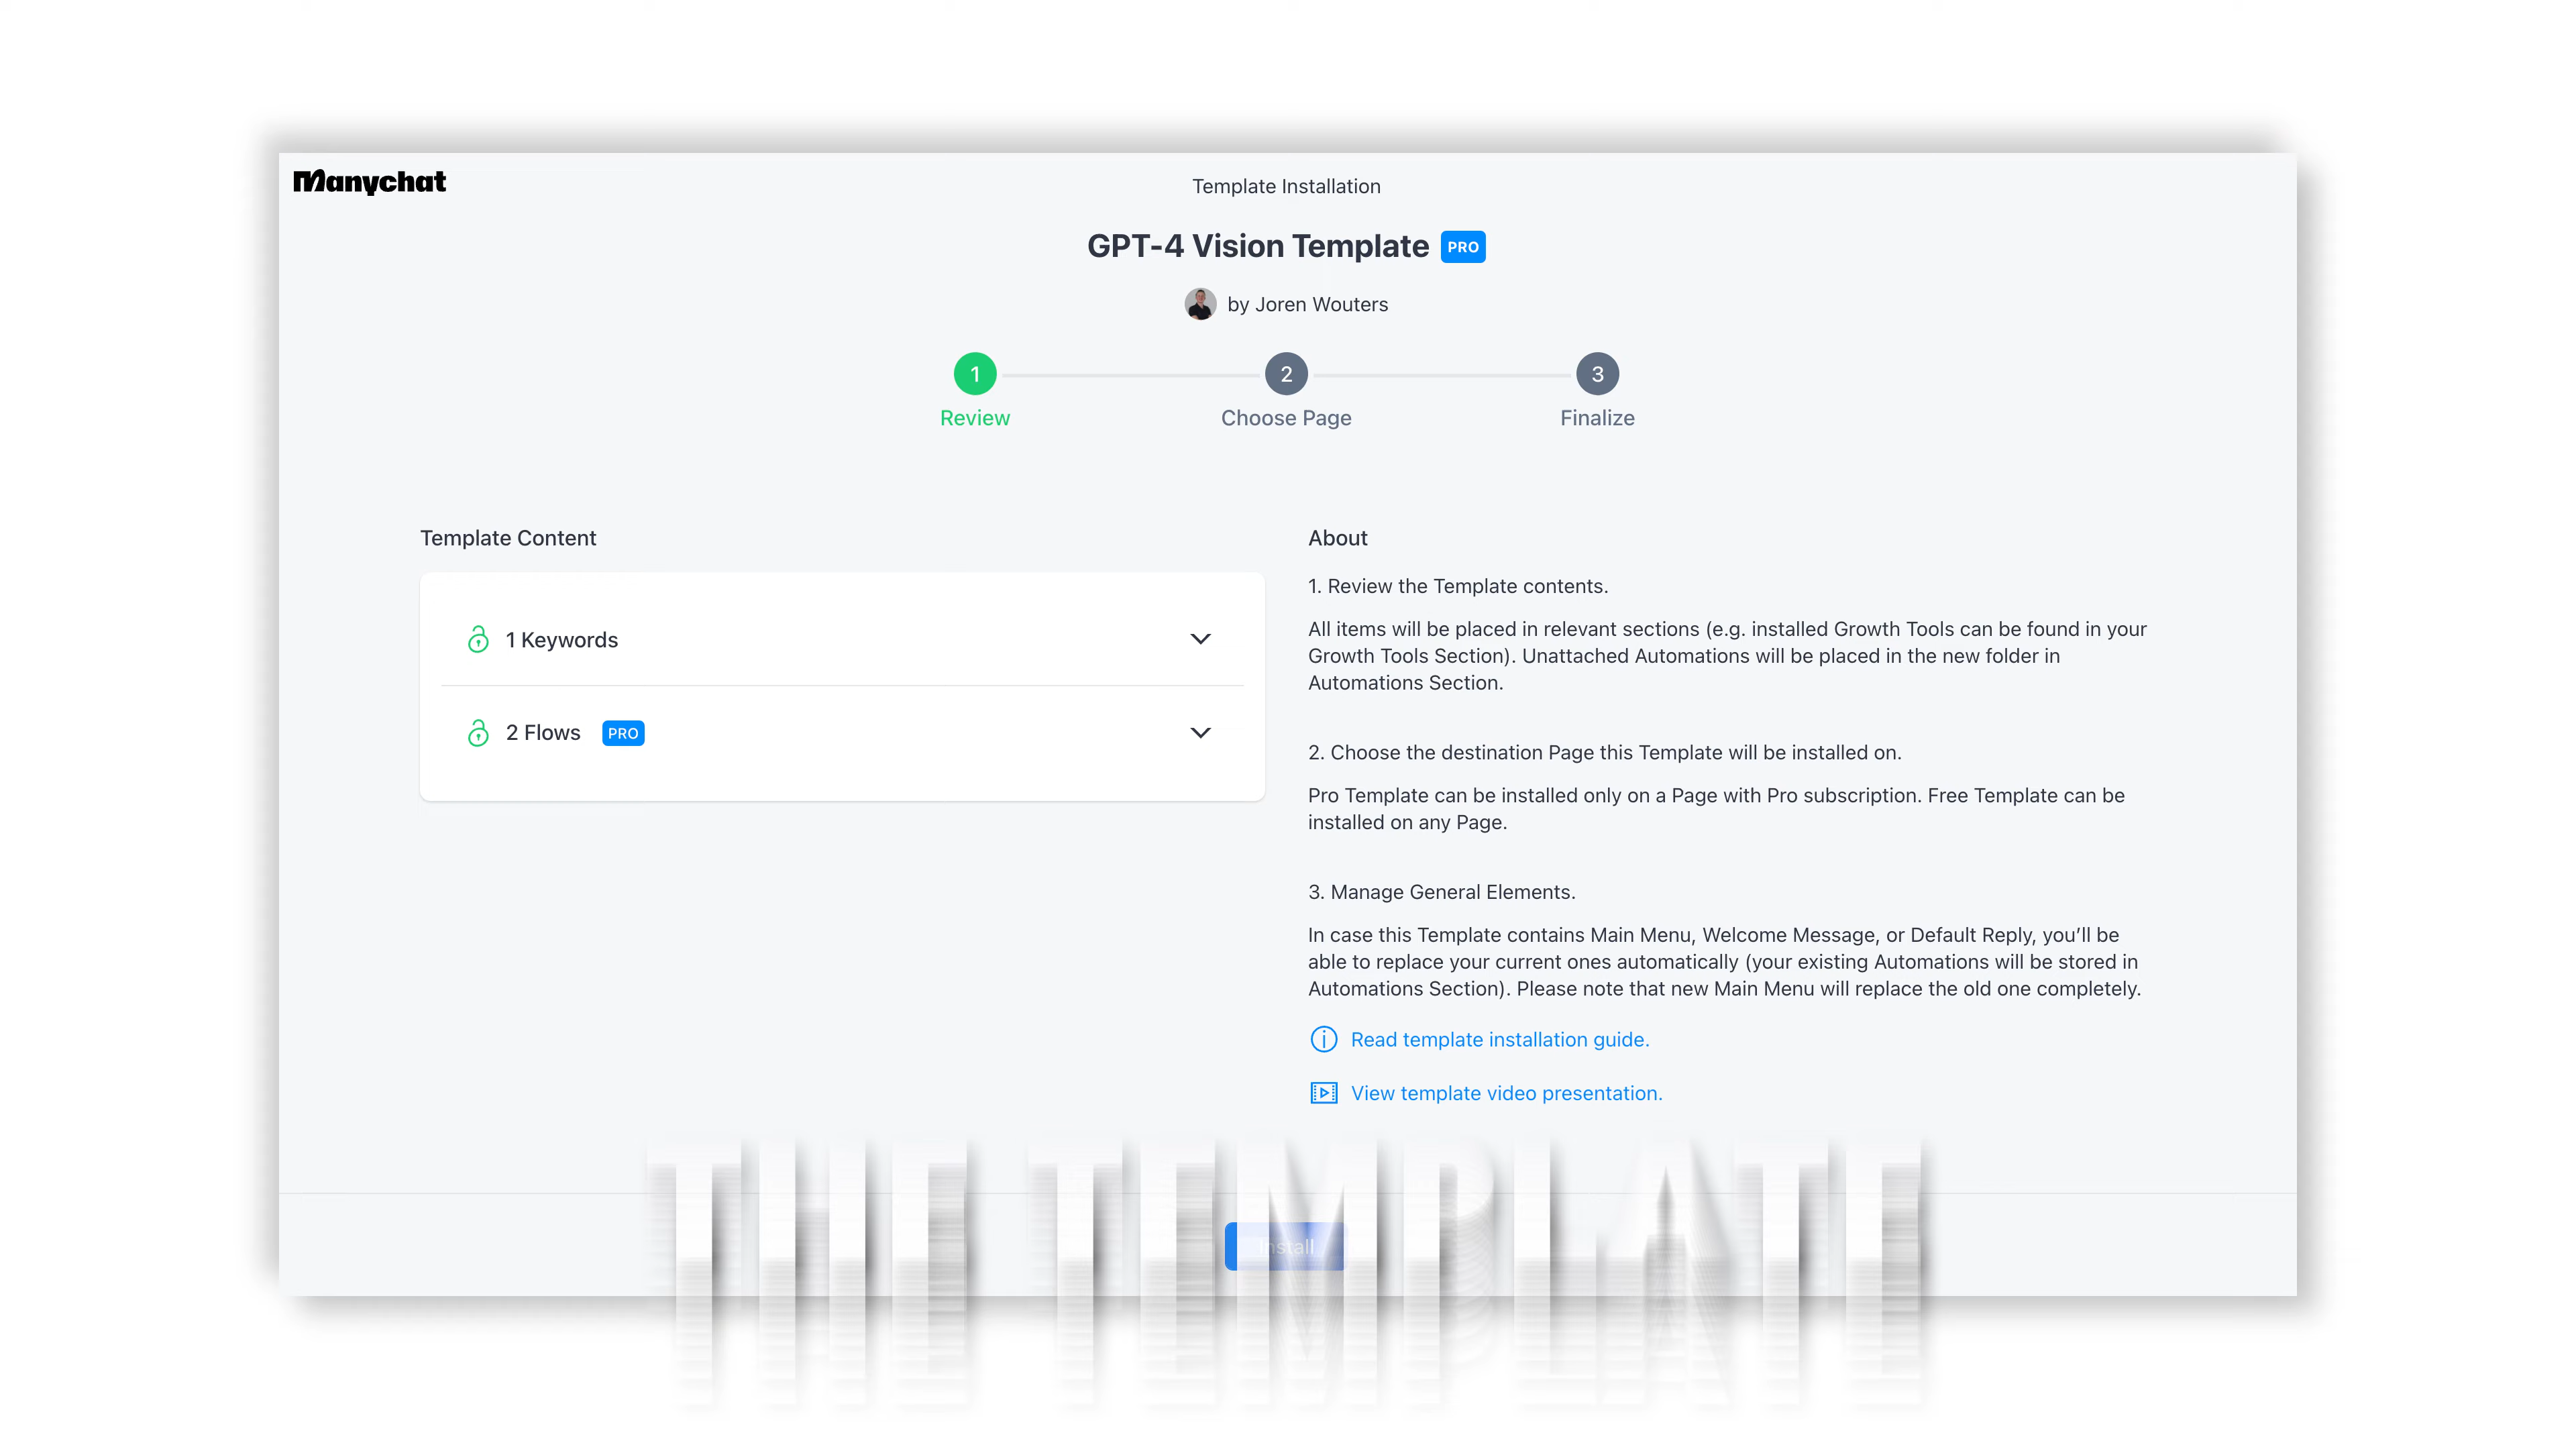 Manychat
Template Installation
GPT-4 Vision Template PRO
by Joren Wouters
1
2
3
Review
Choose Page
Finalize
Template Content
1 Keywords
2 Flows PRO
About
1. Review the Template contents.
All items will be placed in relevant sections (e.g. installed Growth Tools can be found in your
Growth Tools Section). Unattached Automations will be placed in the new folder in
Automations Section.
2. Choose the destination Page this Template will be installed on.
Pro Template can be installed only on a Page with Pro subscription. Free Template can be
installed on any Page.
3. Manage General Elements.
In case this Template contains Main Menu, Welcome Message, or Default Reply, you’ll be
able to replace your current ones automatically (your existing Automations will be stored in
Automations Section). Please note that new Main Menu will replace the old one completely.
Read template installation guide.
View template video presentation.
THE TEMPLATE
Install